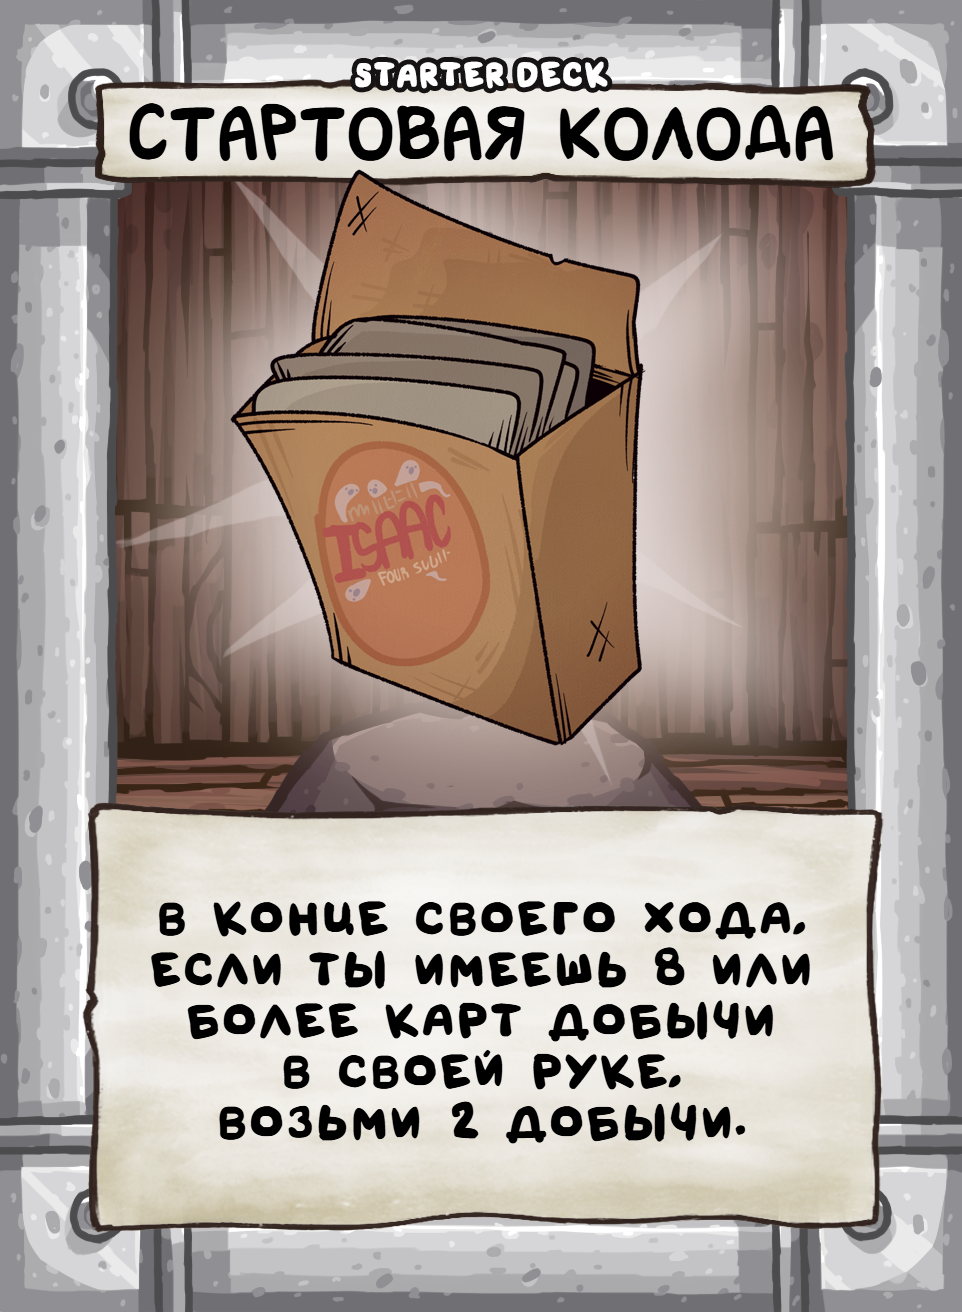 STARTER DECK
СТАРТОВАЯ КОЛОДА
ISAAC
FOUR
В КОНЦЕ СВОЕГО ХОДА,
ЕСЛИ ТЫ ИМЕЕШЬ 8 ИЛИ
БОЛЕЕ КАРТ ДОБЫЧИ
В СВОЕЙ РУКЕ,
ВОЗЬМИ 2 ДОБЫЧИ.